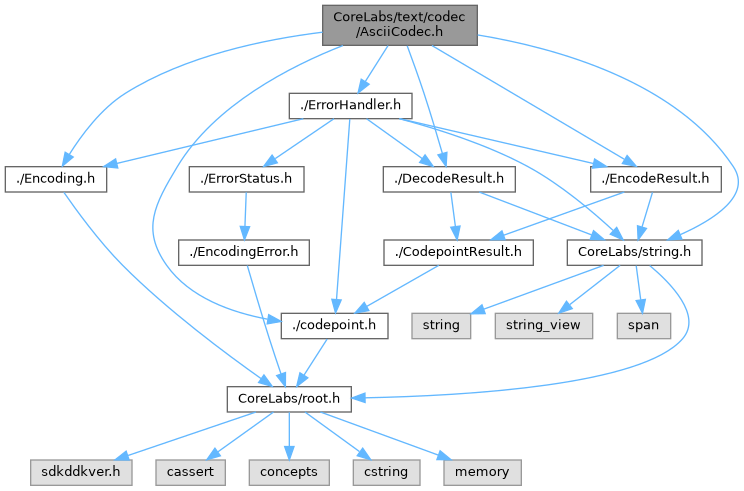 CoreLabs/text/codec
/AsciiCodec.h
./ErrorHandler.h
./Encoding.h
./ErrorStatus.h
./DecodeResult.h
./EncodeResult.h
./EncodingError.h
./CodepointResult.h
CoreLabs/string.h
./codepoint.h
string
string_view
span
CoreLabs/root.h
sdkddkver.h
cassert
concepts
cstring
memory